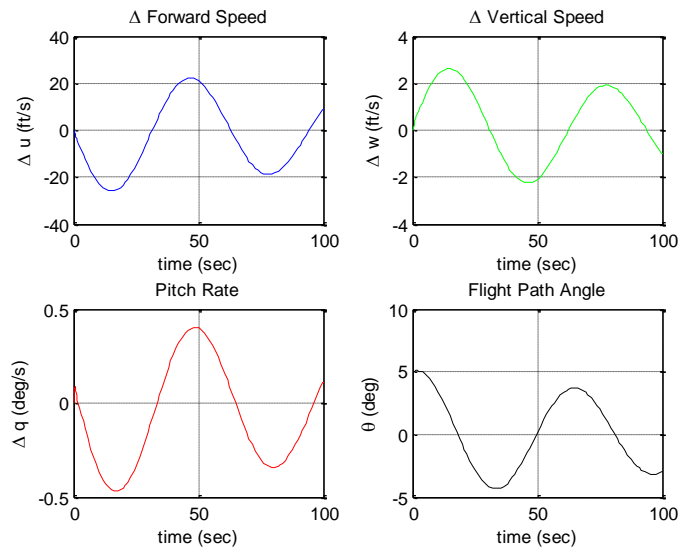 Δ Forward Speed
Δ u (ft/s)
40
20
0
-20
-40
0
50
100
time (sec)
Δ Vertical Speed
Δ w (ft/s)
4
2
0
-2
-4
0
50
100
time (sec)
Pitch Rate
Δ q (deg/s)
0.5
0
-0.5
0
50
100
time (sec)
Flight Path Angle
θ (deg)
10
5
0
-5
0
50
100
time (sec)